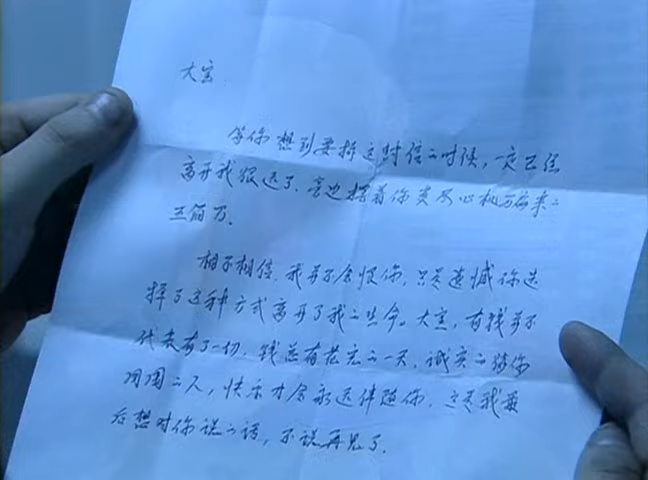 大宝
等你想到要拆这封信的时候，一定已经
离开我很远了，旁边摆着你费尽心机弄来的
三佰万。
相不相信，我并不会恨你，只是遗憾你选
择了这种方式离开了我的生命。大宝，有钱并不
代表有了一切，钱总有花完的一天，诚实的待你
周围的人，快乐才会永远伴随你，这是我最
后想对你说的话，不说再见了。